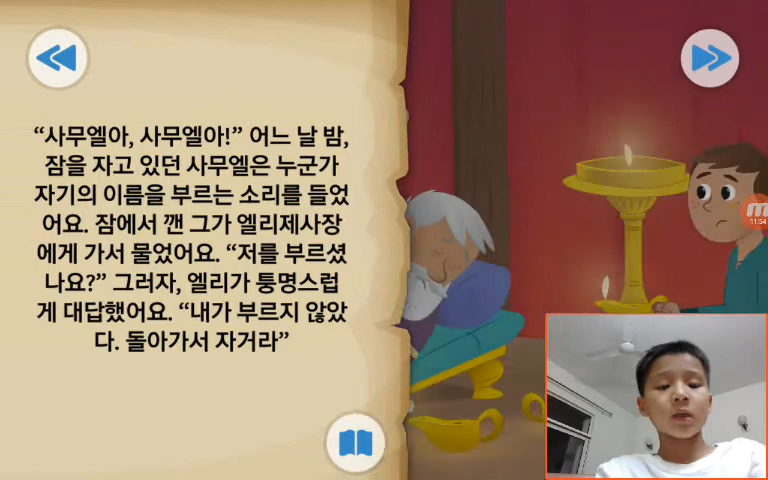 “사무엘아, 사무엘아!” 어느 날 밤,
잠을 자고 있던 사무엘은 누군가
자기의 이름을 부르는 소리를 들었
어요. 잠에서 깬 그가 엘리제사장
에게 가서 물었어요. “저를 부르셨
나요?” 그러자, 엘리가 퉁명스럽
게 대답했어요. “내가 부르지 않았
다. 돌아가서 자거라”
M
11:54